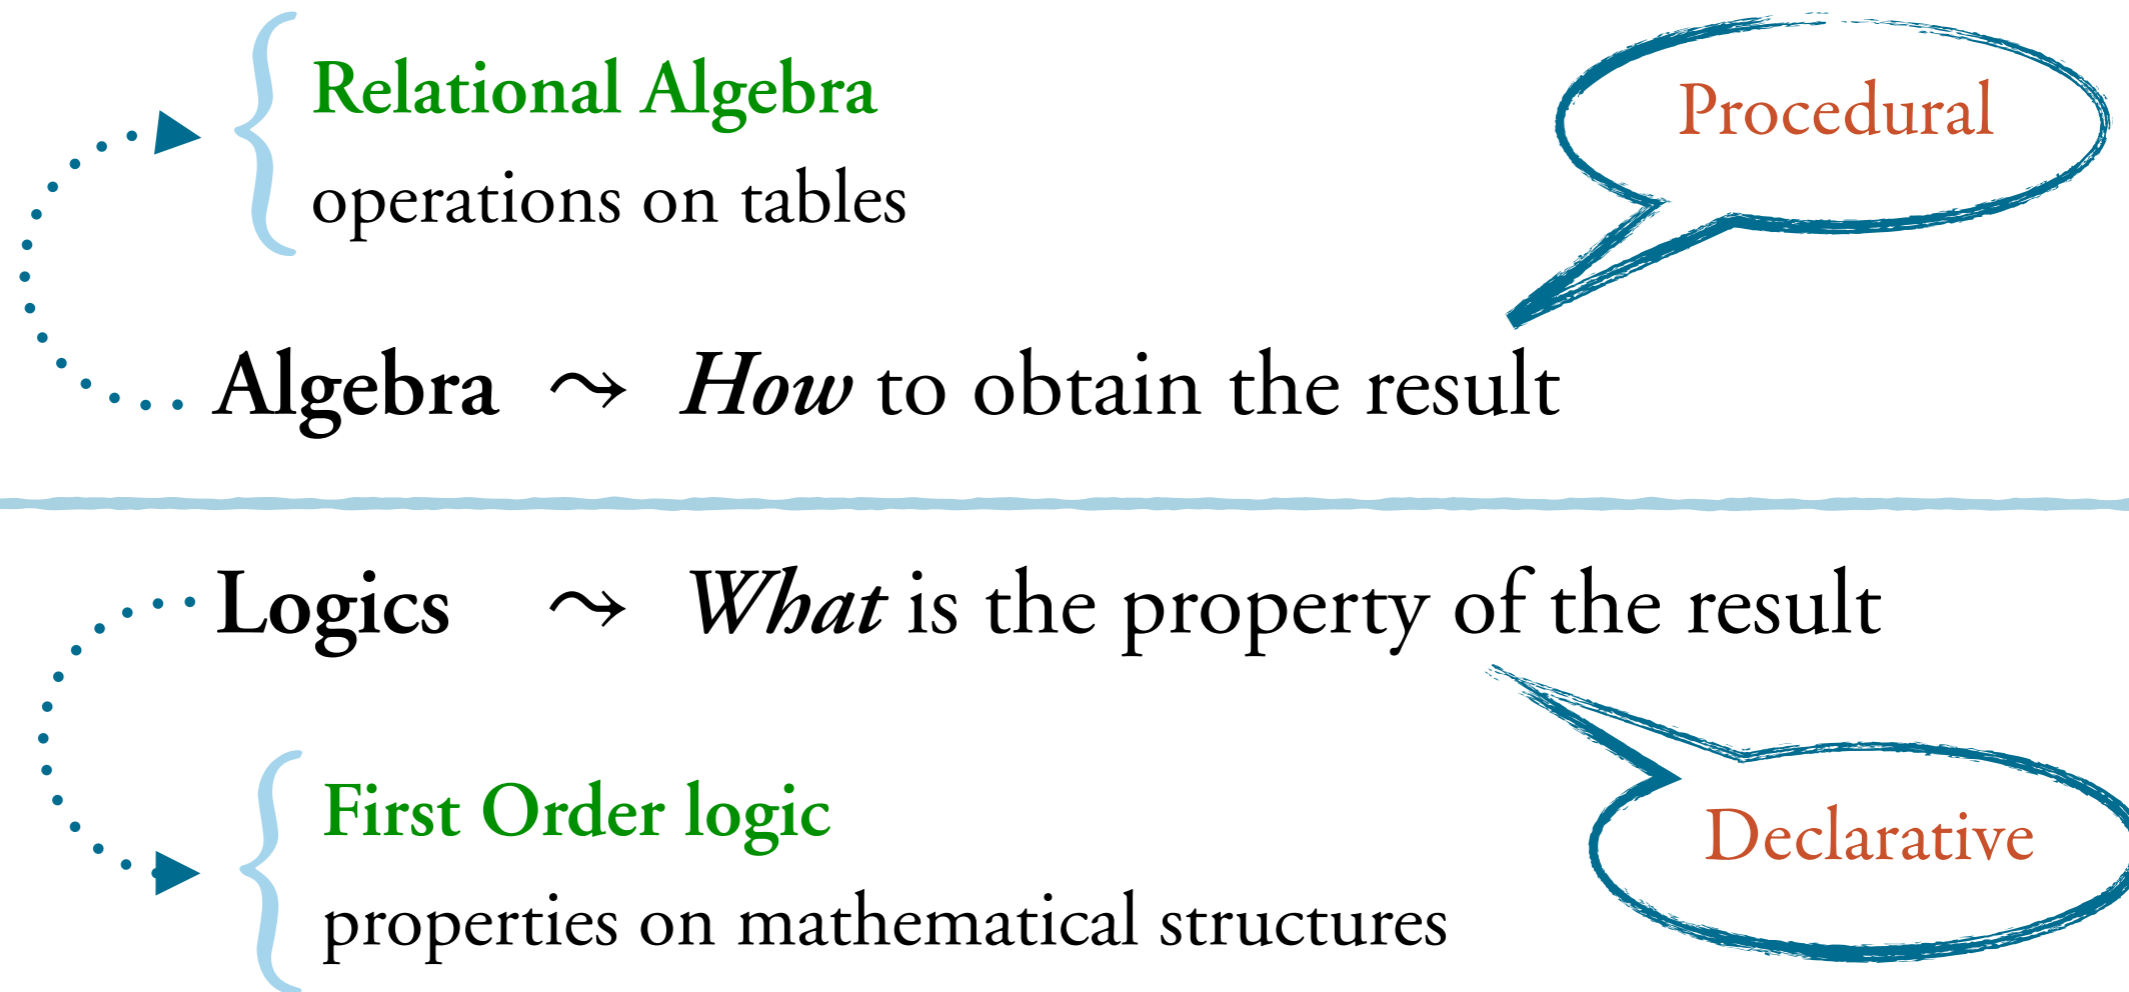 Relational Algebra
Procedural
operations on tables
Algebra ⤳ How to obtain the result
Logics ⤳ What is the property of the result
First Order logic
Declarative
properties on mathematical structures